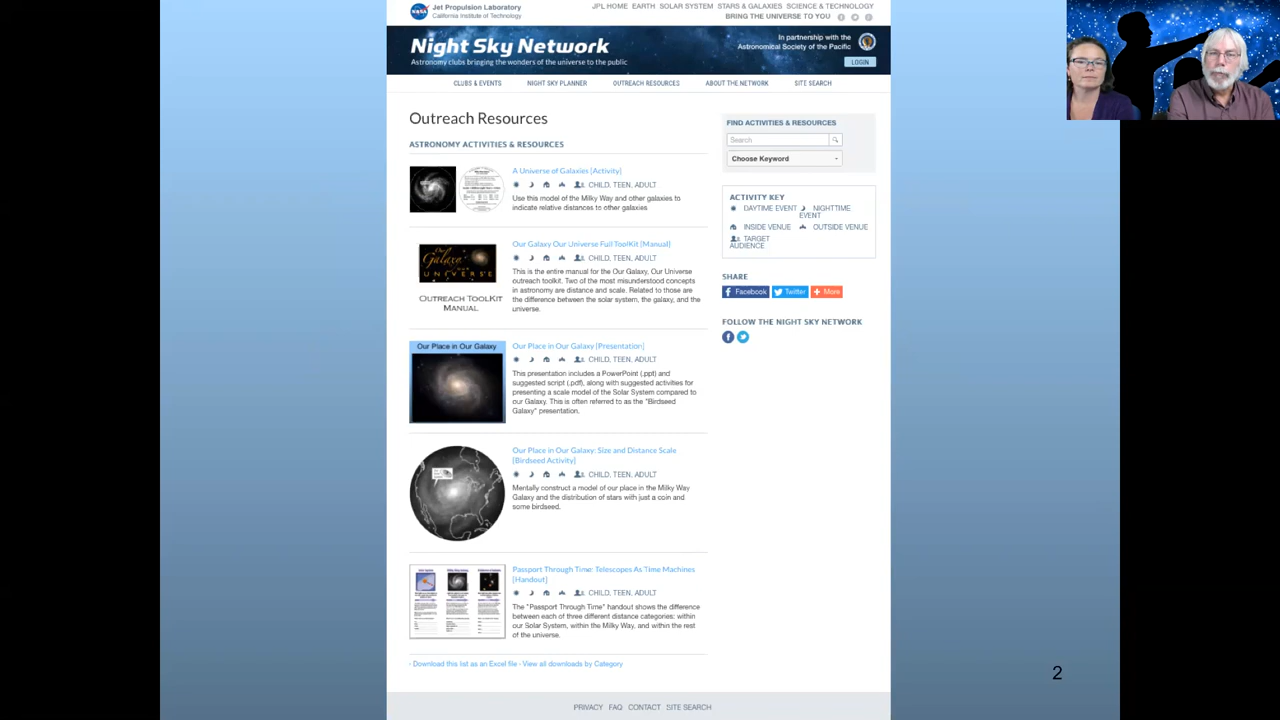 Jet Propulsion Laboratory
California Institute of Technology
JPL HOME EARTH SOLAR SYSTEM STARS & GALAXIES SCIENCE & TECHNOLOGY
BRING THE UNIVERSE TO YOU
Night Sky Network
Astronomy clubs bringing the wonders of the universe to the public
In partnership with the
Astronomical Society of the Pacific
LOGIN
CLUBS & EVENTS NIGHT SKY PLANNER OUTREACH RESOURCES ABOUT THE NETWORK SITE SEARCH
Outreach Resources
ASTRONOMY ACTIVITIES & RESOURCES
A Universe of Galaxies [Activity]
CHILD, TEEN, ADULT
Use this model of the Milky Way and other galaxies to
indicate relative distances to other galaxies
Our Galaxy Our Universe Full ToolKit [Manual]
CHILD, TEEN, ADULT
This is the entire manual for the Our Galaxy, Our Universe
outreach toolkit. Two of the most misunderstood concepts
in astronomy are distance and scale. Related to those are
the difference between the solar system, the galaxy, and the
universe.
Our
Galaxy
UNIVERSE
OUTREACH TOOLKIT
MANUAL
Our Place in Our Galaxy
Our Place in Our Galaxy [Presentation]
CHILD, TEEN, ADULT
This presentation includes a PowerPoint (.ppt) and
suggested script (.pdf), along with suggested activities for
presenting a scale model of the Solar System compared to
our Galaxy. This is often referred to as the "Birdseed
Galaxy" presentation.
Our Place in Our Galaxy: Size and Distance Scale
[Birdseed Activity]
CHILD, TEEN, ADULT
Mentally construct a model of our place in the Milky Way
Galaxy and the distribution of stars with just a coin and
some birdseed.
Passport Through Time: Telescopes As Time Machines
[Handout]
CHILD, TEEN, ADULT
The "Passport Through Time" handout shows the difference
between each of three different distance categories: within
our Solar System, within the Milky Way, and within the rest
of the universe.
› Download this list as an Excel file › View all downloads by Category
FIND ACTIVITIES & RESOURCES
Search
Choose Keyword
ACTIVITY KEY
DAYTIME EVENT NIGHTTIME
EVENT
INSIDE VENUE OUTSIDE VENUE
TARGET
AUDIENCE
SHARE
Facebook Twitter More
FOLLOW THE NIGHT SKY NETWORK
PRIVACY FAQ CONTACT SITE SEARCH
2